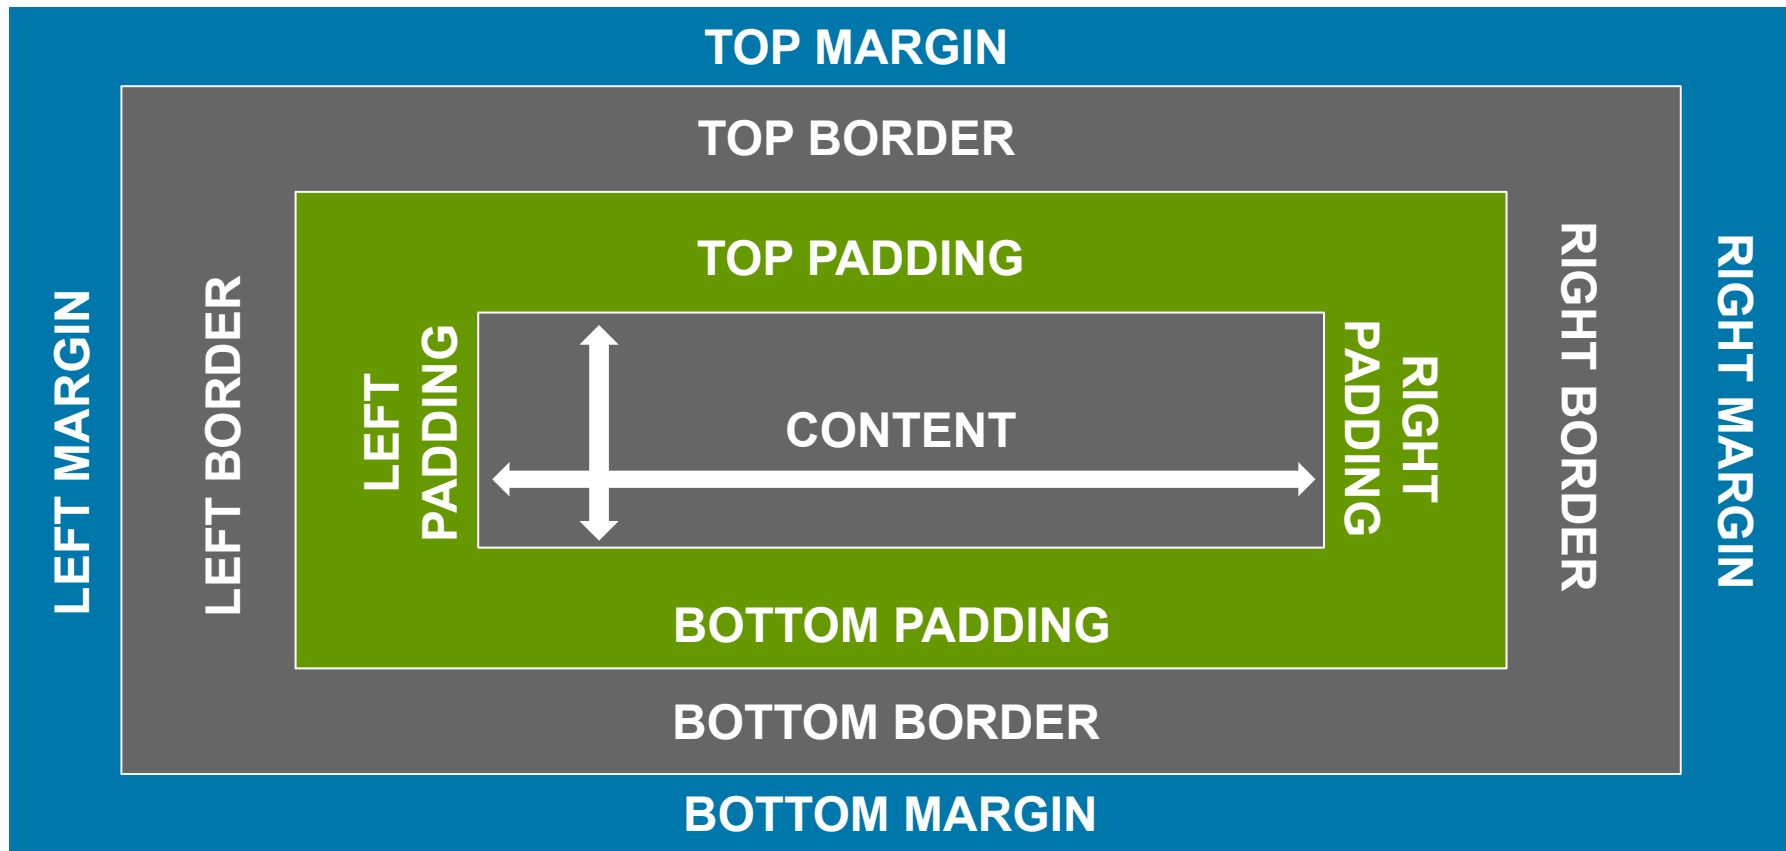 TOP MARGIN
TOP BORDER
TOP PADDING
LEFT MARGIN
LEFT BORDER
LEFT
PADDING
CONTENT
RIGHT
PADDING
RIGHT BORDER
RIGHT MARGIN
BOTTOM PADDING
BOTTOM BORDER
BOTTOM MARGIN